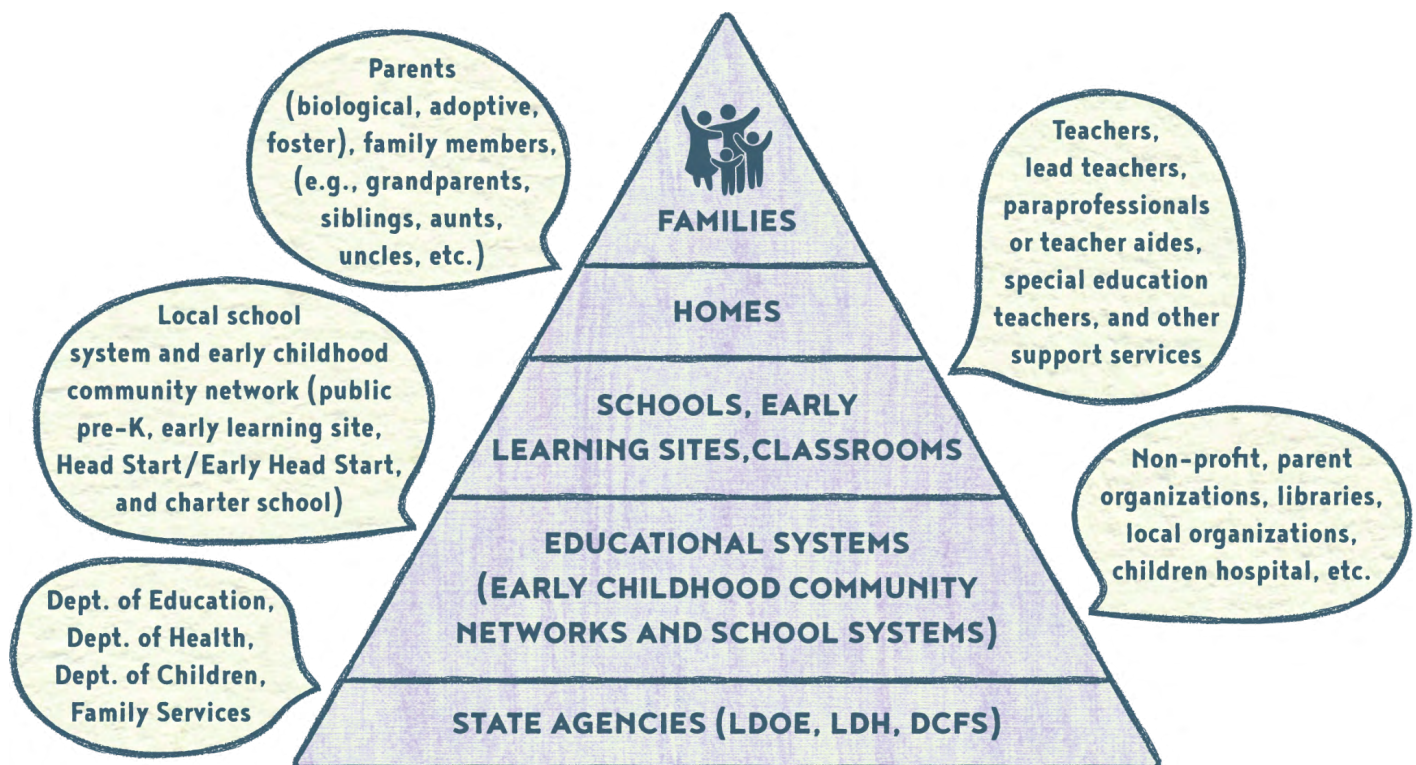 Parents
(biological, adoptive,
foster), family members,
(e.g., grandparents,
siblings, aunts,
uncles, etc.)
Teachers,
lead teachers,
paraprofessionals
or teacher aides,
special education
teachers, and other
support services
FAMILIES
HOMES
Local school
system and early childhood
community network (public
pre-K, early learning site,
Head Start/Early Head Start,
and charter school)
SCHOOLS, EARLY
LEARNING SITES,CLASSROOMS
Non-profit, parent
organizations, libraries,
local organizations,
children hospital, etc.
EDUCATIONAL SYSTEMS
(EARLY CHILDHOOD COMMUNITY
NETWORKS AND SCHOOL SYSTEMS)
Dept. of Education,
Dept. of Health,
Dept. of Children,
Family Services
STATE AGENCIES (LDOE, LDH, DCFS)